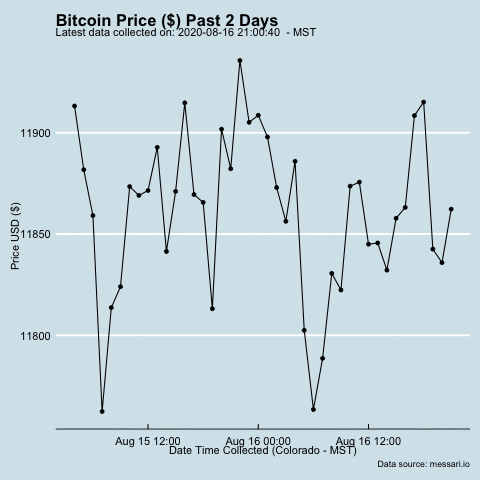 Bitcoin Price ($) Past 2 Days
Latest data collected on: 2020-08-16 21:00:40  - MST
11900
11850
11800
Price USD ($)
Aug 15 12:00 Aug 16 00:00 Aug 16 12:00
Date Time Collected (Colorado - MST)
Data source: messari.io